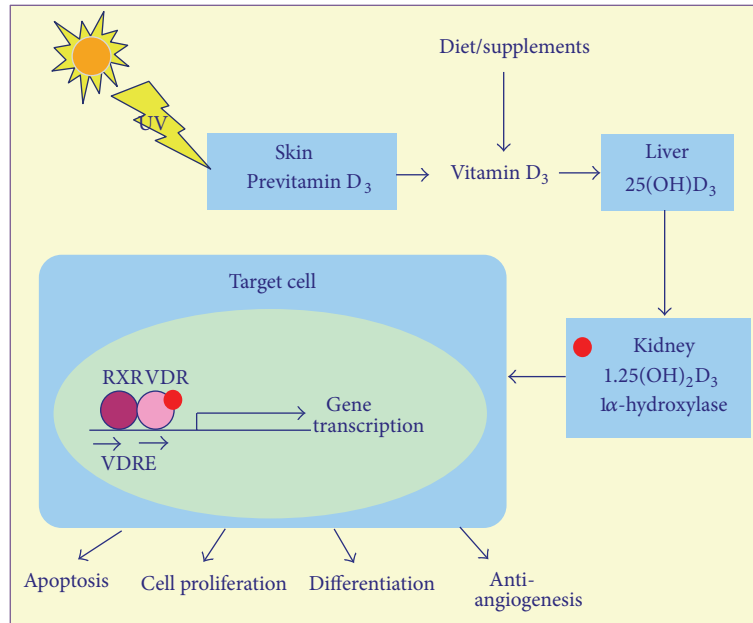 Diet/supplements
UV
Skin
Previtamin D₃
Vitamin D₃
Liver
25(OH)D₃
Target cell
Kidney
1.25(OH)₂D₃
1α-hydroxylase
RXR VDR
Gene
transcription
VDRE
Apoptosis
Cell proliferation
Differentiation
Anti-
angiogenesis